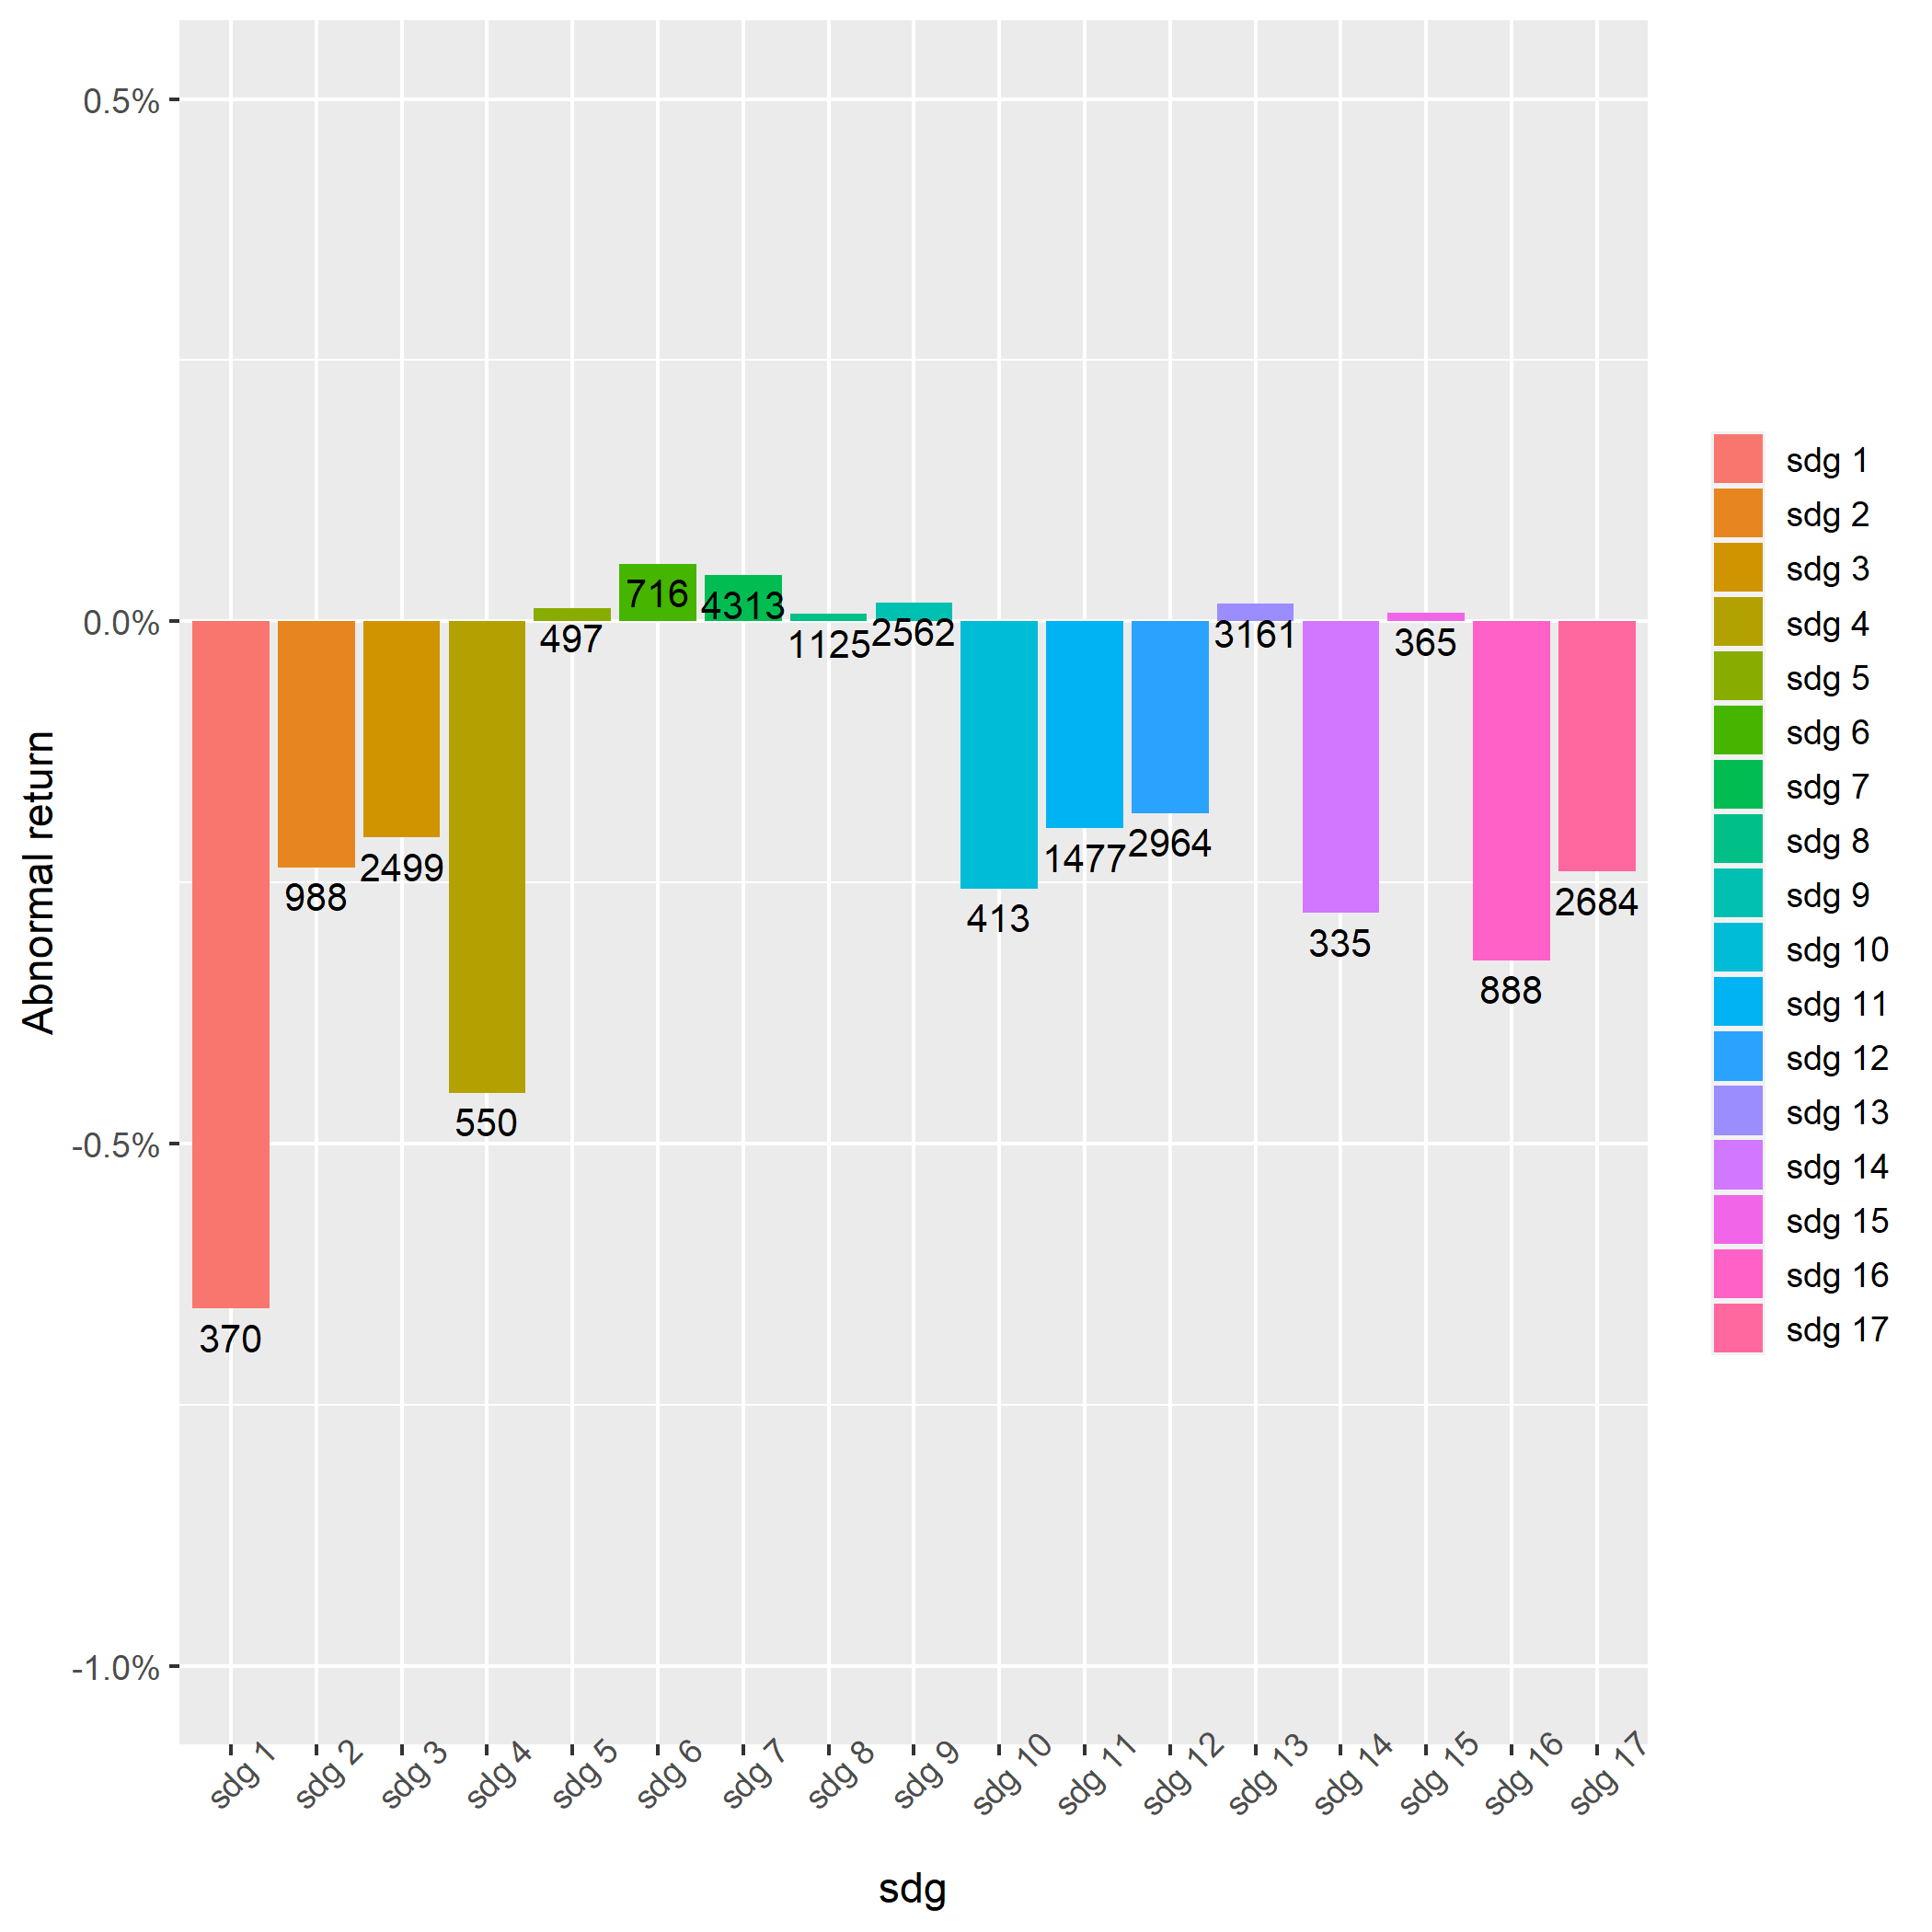 0.5%
0.0%
-0.5%
-1.0%
Abnormal return
716
4313
497
1125
2562
3161
365
2499
988
1477
2964
413
335
2684
888
550
370
sdg 1
sdg 2
sdg 3
sdg 4
sdg 5
sdg 6
sdg 7
sdg 8
sdg 9
sdg 10
sdg 11
sdg 12
sdg 13
sdg 14
sdg 15
sdg 16
sdg 17
sdg
sdg 1
sdg 2
sdg 3
sdg 4
sdg 5
sdg 6
sdg 7
sdg 8
sdg 9
sdg 10
sdg 11
sdg 12
sdg 13
sdg 14
sdg 15
sdg 16
sdg 17